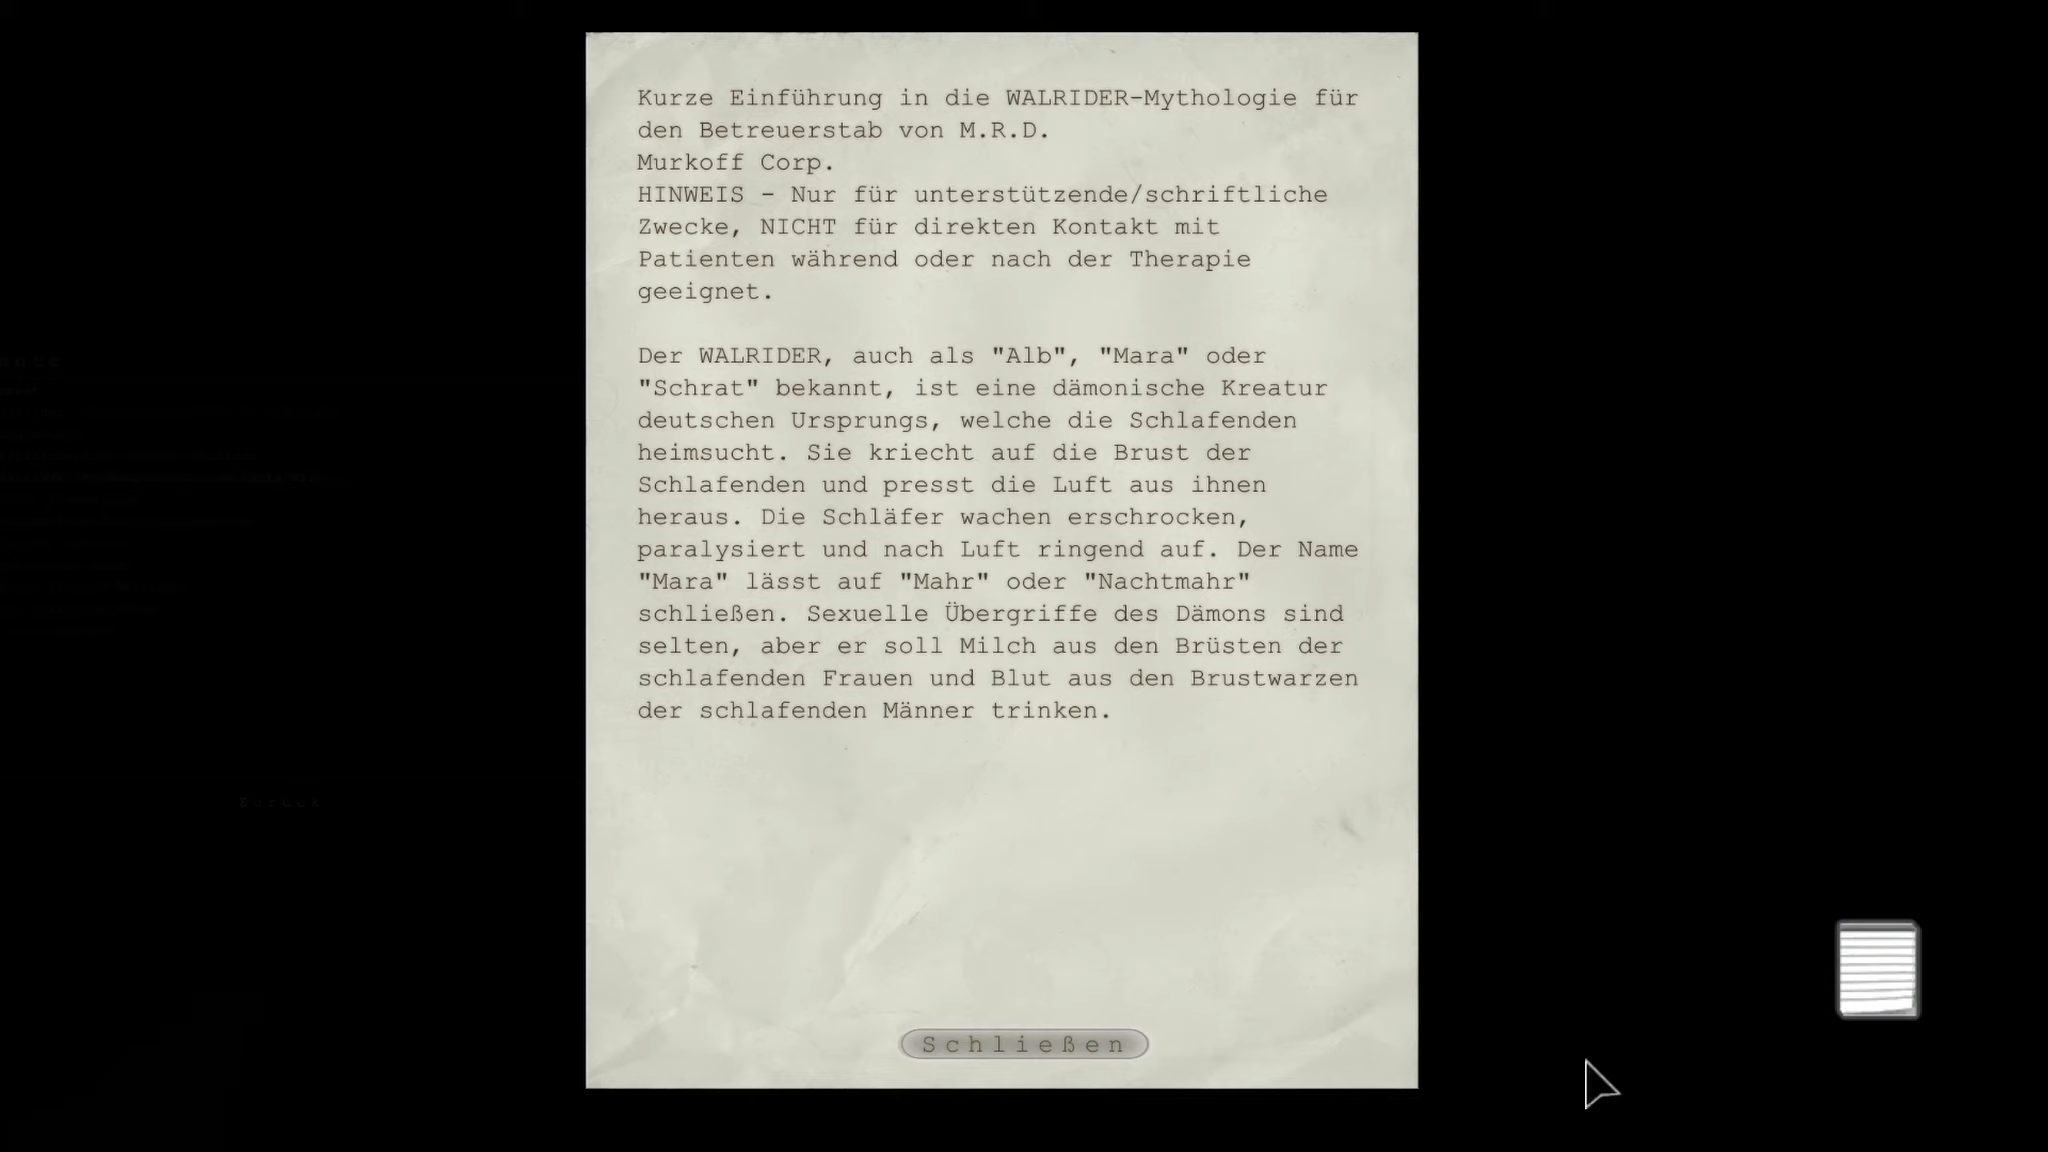 Kurze Einführung in die WALRIDER-Mythologie für
den Betreuerstab von M.R.D.
Murkoff Corp.
HINWEIS - Nur für unterstützende/schriftliche
Zwecke, NICHT für direkten Kontakt mit
Patienten während oder nach der Therapie
geeignet.
Der WALRIDER, auch als "Alb", "Mara" oder
"Schrat" bekannt, ist eine dämonische Kreatur
deutschen Ursprungs, welche die Schlafenden
heimsucht. Sie kriecht auf die Brust der
Schlafenden und presst die Luft aus ihnen
heraus. Die Schläfer wachen erschrocken,
paralysiert und nach Luft ringend auf. Der Name
"Mara" lässt auf "Mahr" oder "Nachtmahr"
schließen. Sexuelle Übergriffe des Dämons sind
selten, aber er soll Milch aus den Brüsten der
schlafenden Frauen und Blut aus den Brustwarzen
der schlafenden Männer trinken.
Zurück
Schließen